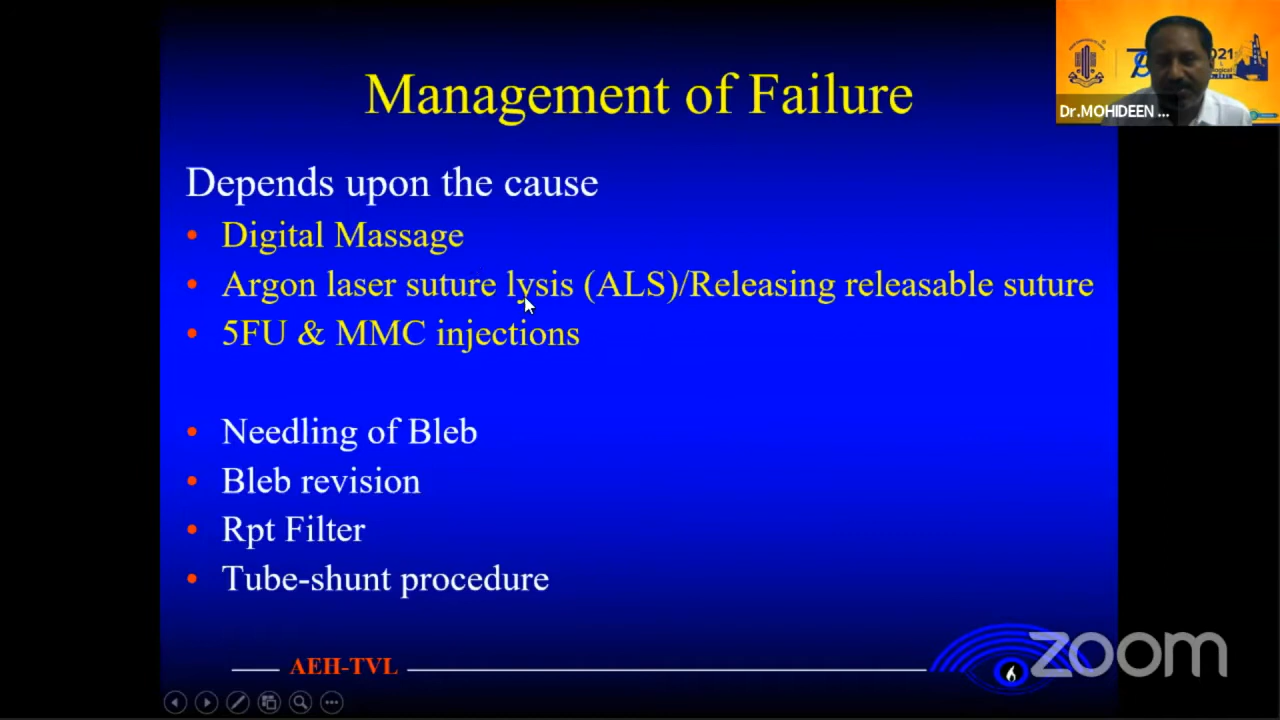 Management of Failure
Depends upon the cause
• Digital Massage
• Argon laser suture lysis (ALS)/Releasing releasable suture
• 5FU & MMC injections
• Needling of Bleb
• Bleb revision
• Rpt Filter
• Tube-shunt procedure
AEH-TVL
zoom
2021
Dr.MOHIDEEN ...